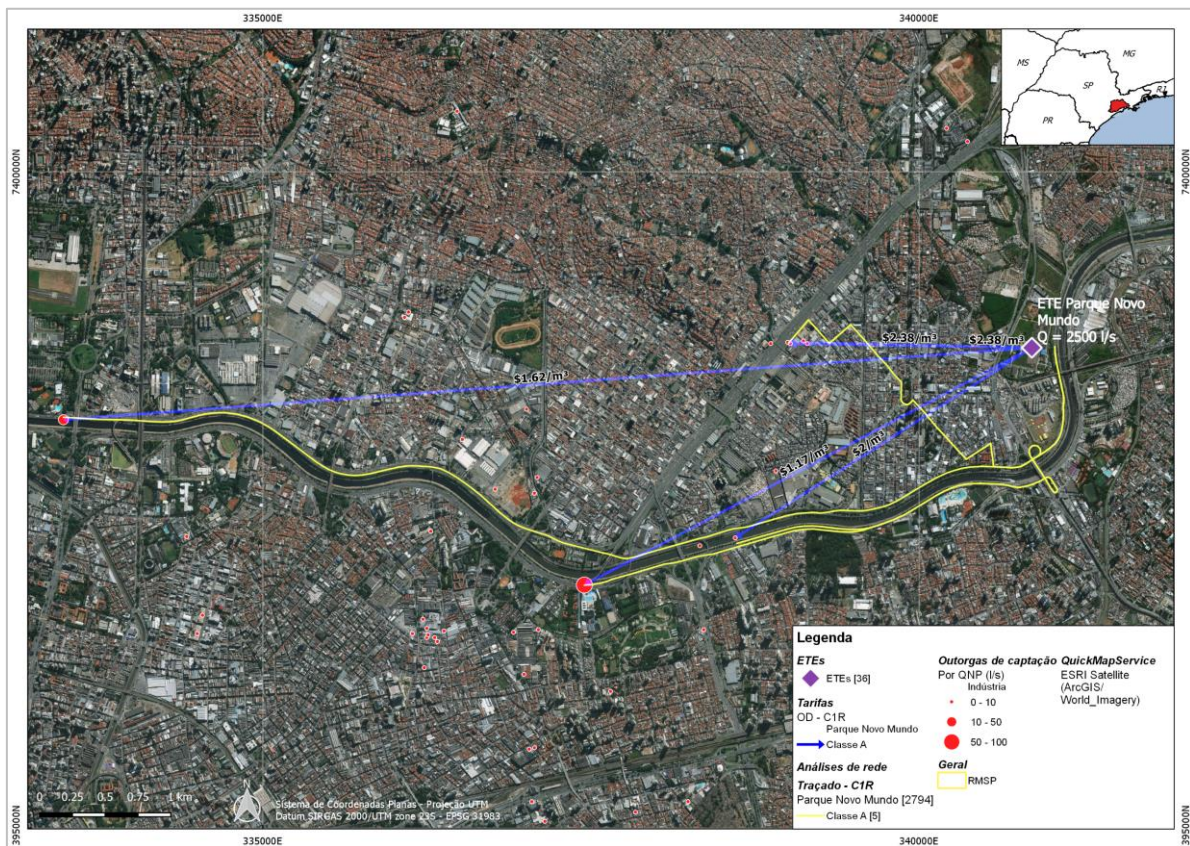 335000E
340000E
MS
MG
SP
RJ
PR
7400000N
7400000N
ETE Parque Novo
Mundo
Q = 2500 l/s
$2.38/m³
$2.38/m³
$1.62/m³
$1.17/m³
$2/m³
Legenda
ETEs
ETEs [36]
Tarifas
OD - C1R
Parque Novo Mundo
Classe A
Análises de rede
Traçado - C1R
Parque Novo Mundo [2794]
Classe A [5]
Outorgas de captação
Por QNP (l/s)
Indústria
0 - 10
10 - 50
50 - 100
Geral
RMSP
QuickMapService
ESRI Satellite
(ArcGIS/
World_Imagery)
0 0.25 0.5 0.75 1 km
Sistema de Coordenadas Planas - Projeção UTM
Datum SIRGAS 2000/UTM zone 23S - EPSG 31983
395000N
395000N
335000E
340000E